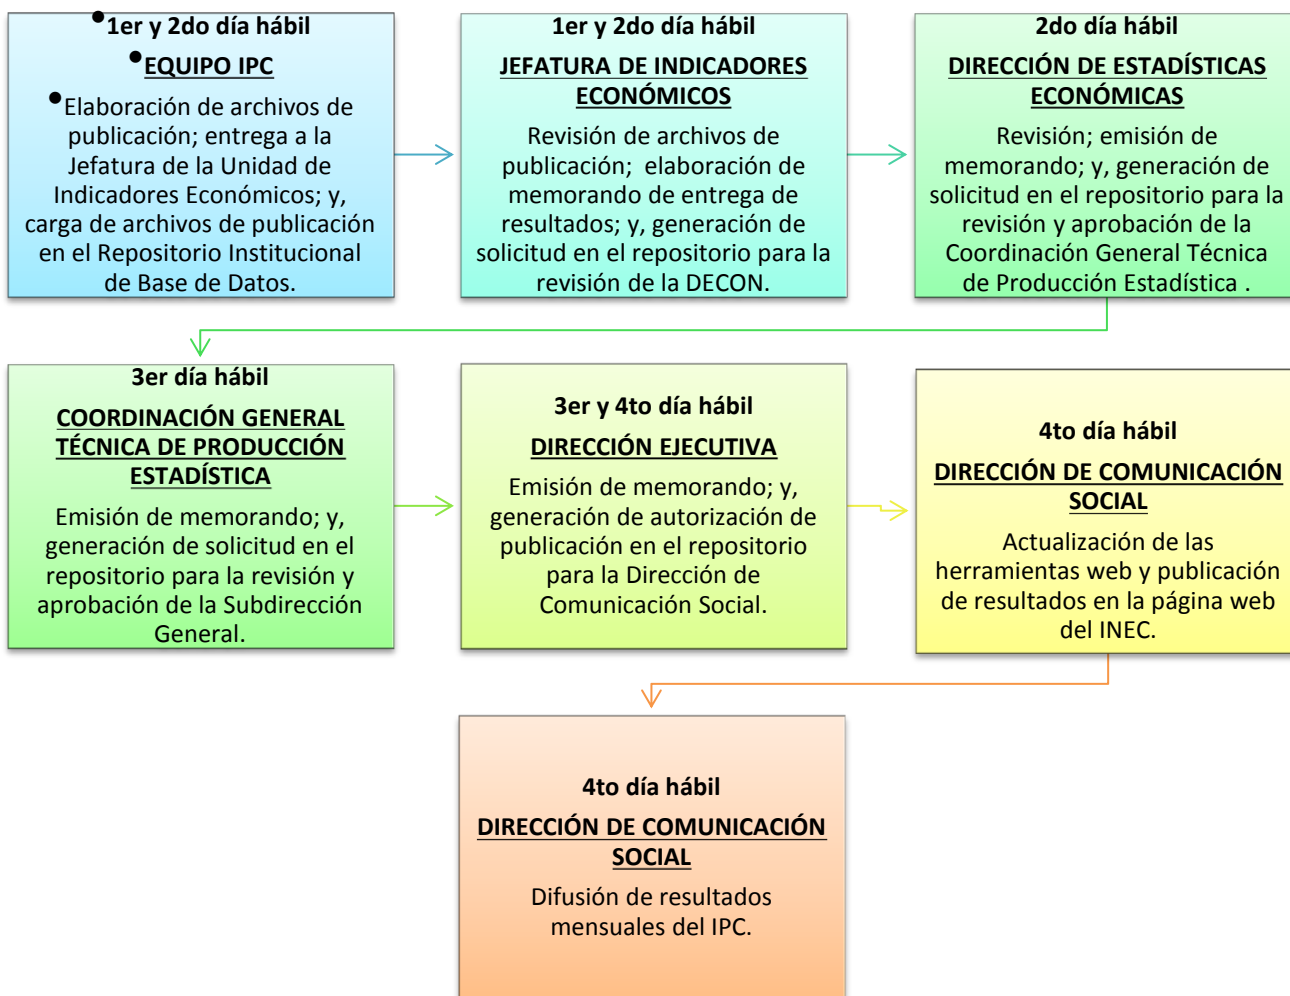 •1er y 2do día hábil
•EQUIPO IPC
•Elaboración de archivos de
publicación; entrega a la
Jefatura de la Unidad de
Indicadores Económicos; y,
carga de archivos de publicación
en el Repositorio Institucional
de Base de Datos.
1er y 2do día hábil
JEFATURA DE INDICADORES
ECONÓMICOS
Revisión de archivos de
publicación; elaboración de
memorando de entrega de
resultados; y, generación de
solicitud en el repositorio para la
revisión de la DECON.
2do día hábil
DIRECCIÓN DE ESTADÍSTICAS
ECONÓMICAS
Revisión; emisión de
memorando; y, generación de
solicitud en el repositorio para la
revisión y aprobación de la
Coordinación General Técnica
de Producción Estadística .
3er día hábil
COORDINACIÓN GENERAL
TÉCNICA DE PRODUCCIÓN
ESTADÍSTICA
Emisión de memorando; y,
generación de solicitud en el
repositorio para la revisión y
aprobación de la Subdirección
General.
3er y 4to día hábil
DIRECCIÓN EJECUTIVA
Emisión de memorando; y,
generación de autorización de
publicación en el repositorio
para la Dirección de
Comunicación Social.
4to día hábil
DIRECCIÓN DE COMUNICACIÓN
SOCIAL
Actualización de las
herramientas web y publicación
de resultados en la página web
del INEC.
4to día hábil
DIRECCIÓN DE COMUNICACIÓN
SOCIAL
Difusión de resultados
mensuales del IPC.